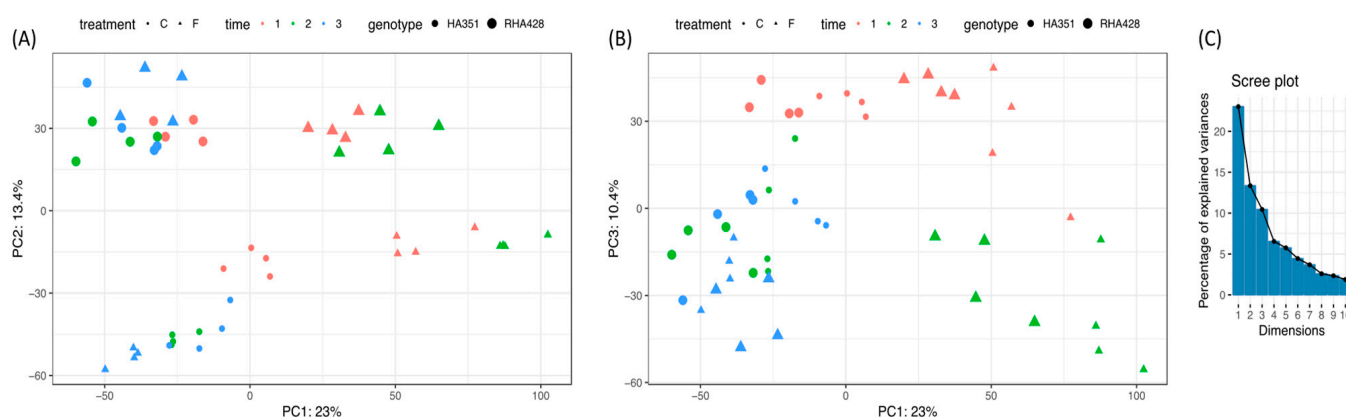 treatment C F time 1 2 3 genotype HA351 RHA428
(A)
30
0
−30
−60
PC2: 13.4%
−50 0 50 100
PC1: 23%
treatment C F time 1 2 3 genotype HA351 RHA428
(B)
30
0
−30
−60
PC3: 10.4%
−50 0 50 100
PC1: 23%
(C)
Scree plot
Percentage of explained variances
20
15
10
5
0
1 2 3 4 5 6 7 8 9
Dimensions